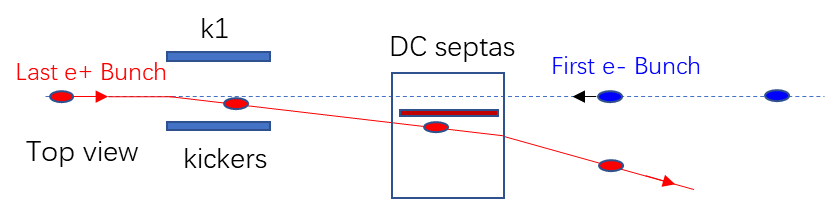 k1
DC septas
Last e+ Bunch
First e- Bunch
Top view
kickers